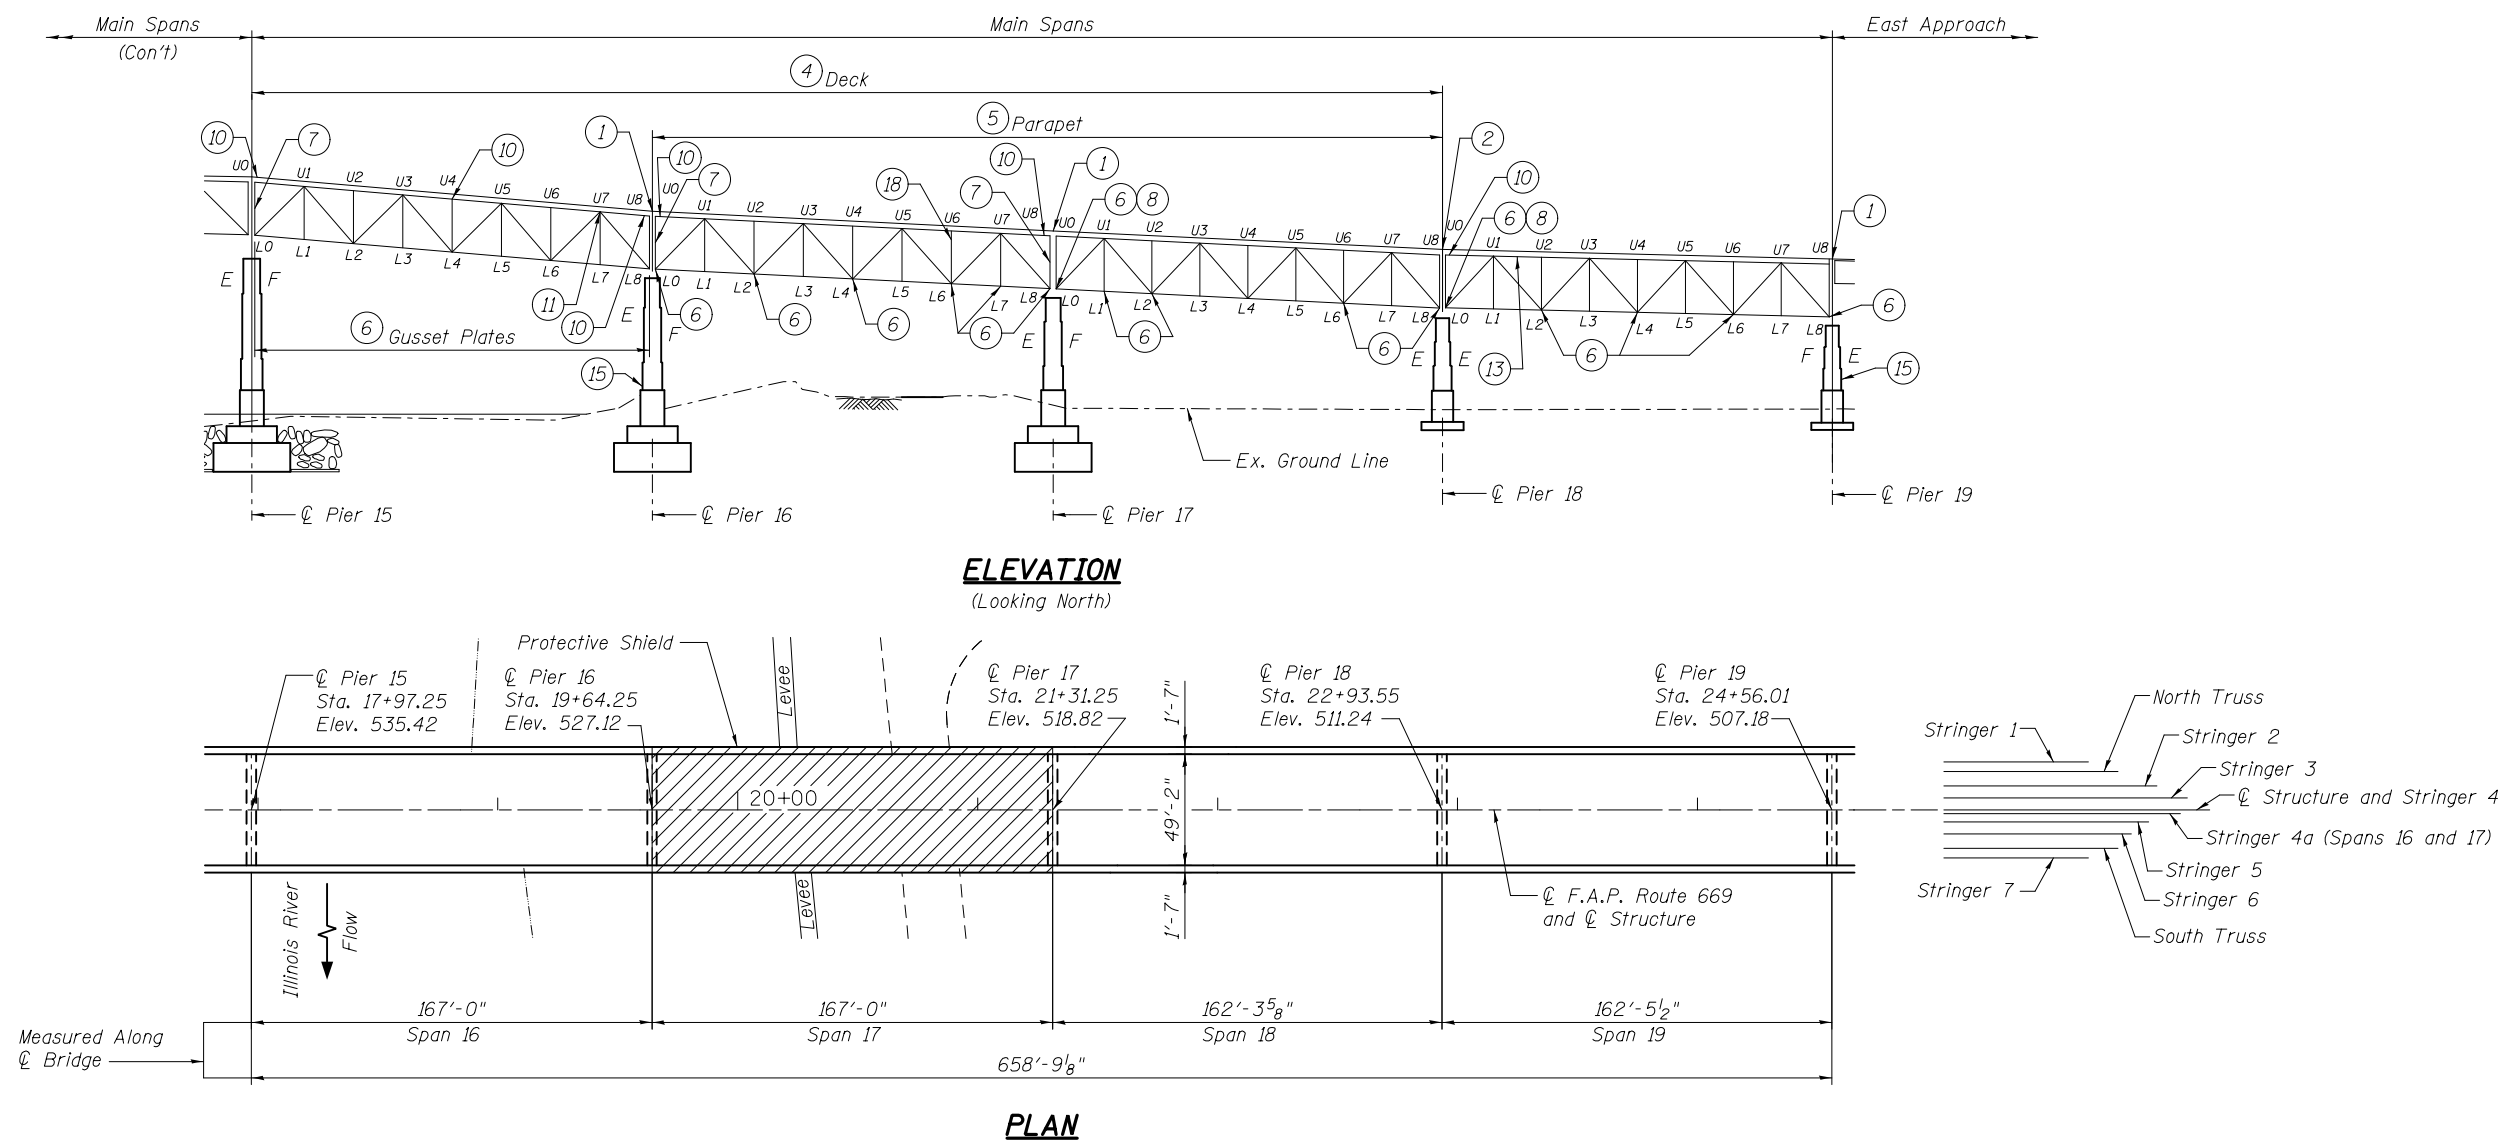 Main Spans
(Con't)
Main Spans
East Approach
4 Deck
5 Parapet
10
7
10
1
10
7
18
10
7
1
6 8
2
10
6 8
1
U0 U1 U2 U3 U4 U5 U6 U7 U8
U0 U1 U2 U3 U4 U5 U6 U7 U8
U0 U1 U2 U3 U4 U5 U6 U7 U8
U0 U1 U2 U3 U4 U5 U6 U7 U8
L0 L1 L2 L3 L4 L5 L6 L7 L8
L0 L1 L2 L3 L4 L5 L6 L7 L8
L0 L1 L2 L3 L4 L5 L6 L7 L8
L0 L1 L2 L3 L4 L5 L6 L7 L8
E F
E F
E F
E E
F E
11
10
6
6
6
6
6
6
6
6
13
15
15
6 Gusset Plates
Ex. Ground Line
℄ Pier 15
℄ Pier 16
℄ Pier 17
℄ Pier 18
℄ Pier 19
ELEVATION
(Looking North)
Protective Shield
℄ Pier 15
Sta. 17+97.25
Elev. 535.42
℄ Pier 16
Sta. 19+64.25
Elev. 527.12
Levee
℄ Pier 17
Sta. 21+31.25
Elev. 518.82
℄ Pier 18
Sta. 22+93.55
Elev. 511.24
℄ Pier 19
Sta. 24+56.01
Elev. 507.18
1'-7"
49'-2"
1'-7"
20+00
North Truss
Stringer 1
Stringer 2
Stringer 3
℄ Structure and Stringer 4
Stringer 4a (Spans 16 and 17)
Stringer 5
Stringer 6
Stringer 7
South Truss
Illinois River
Flow
Levee
℄ F.A.P. Route 669
and ℄ Structure
167'-0"
Span 16
167'-0"
Span 17
162'-3 5/8"
Span 18
162'-5 1/2"
Span 19
Measured Along
℄ Bridge
658'-9 1/8"
PLAN